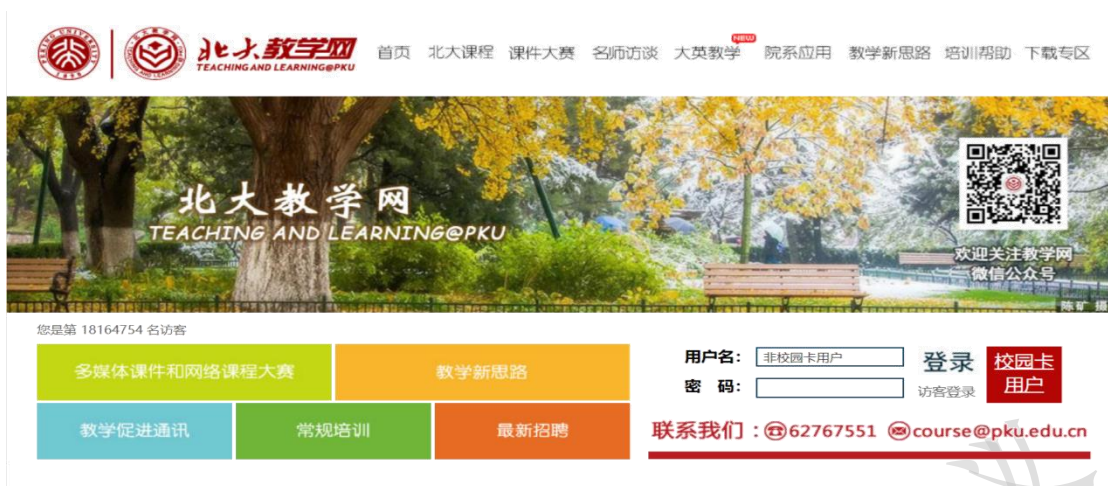 PEKING UNIVERSITY
1898
北大教学网
TEACHING AND LEARNING@PKU
首页 北大课程 课件大赛 名师访谈 大英教学 NEW 院系应用 教学新思路 培训帮助 下载专区
北大教学网
TEACHING AND LEARNING@PKU
欢迎关注教学网
微信公众号
陈矿 摄
您是第 18164754 名访客
多媒体课件和网络课程大赛 教学新思路
教学促进通讯 常规培训 最新招聘
用户名： 非校园卡用户 登录 校园卡用户
密 码： 访客登录
联系我们：62767551 course@pku.edu.cn